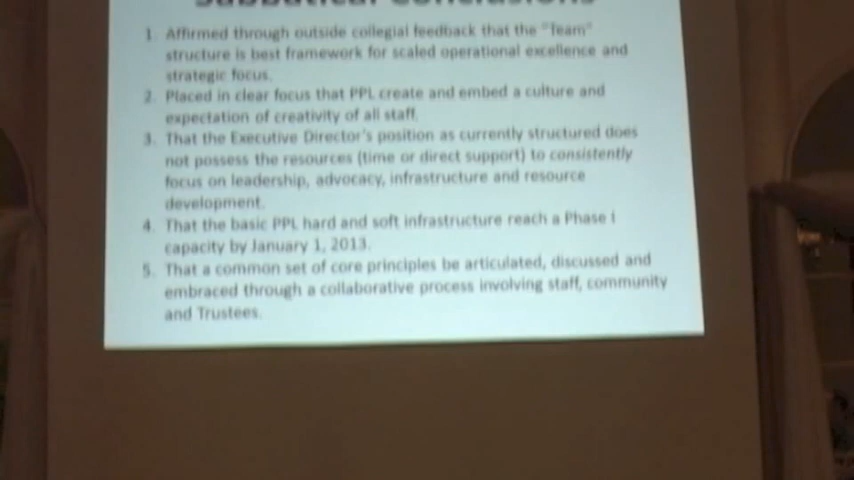 Sabbatical Conclusions
1. Affirmed through outside collegial feedback that the "Team"
structure is best framework for scaled operational excellence and
strategic focus.
2. Placed in clear focus that PPL create and embed a culture and
expectation of creativity of all staff.
3. That the Executive Director's position as currently structured does
not possess the resources (time or direct support) to consistently
focus on leadership, advocacy, infrastructure and resource
development.
4. That the basic PPL hard and soft infrastructure reach a Phase I
capacity by January 1, 2013.
5. That a common set of core principles be articulated, discussed and
embraced through a collaborative process involving staff, community
and Trustees.